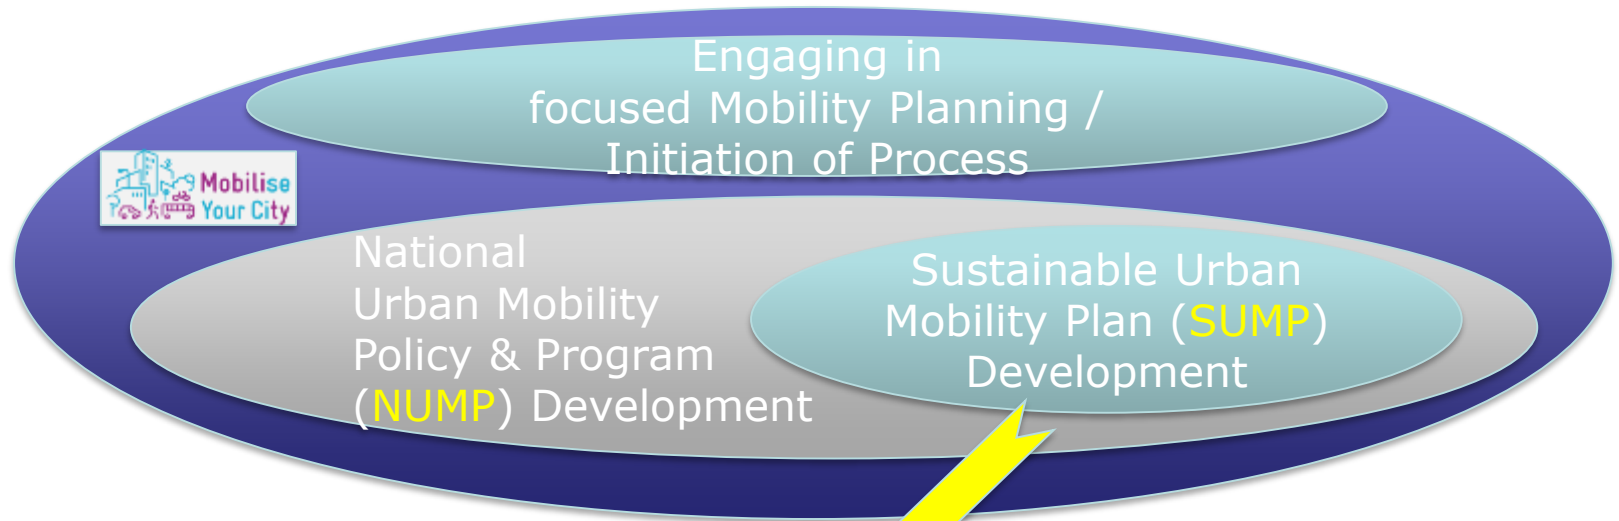 Engaging in
focused Mobility Planning /
Initiation of Process
Mobilise
Your City
National
Urban Mobility
Policy & Program
(NUMP) Development
Sustainable Urban
Mobility Plan (SUMP)
Development